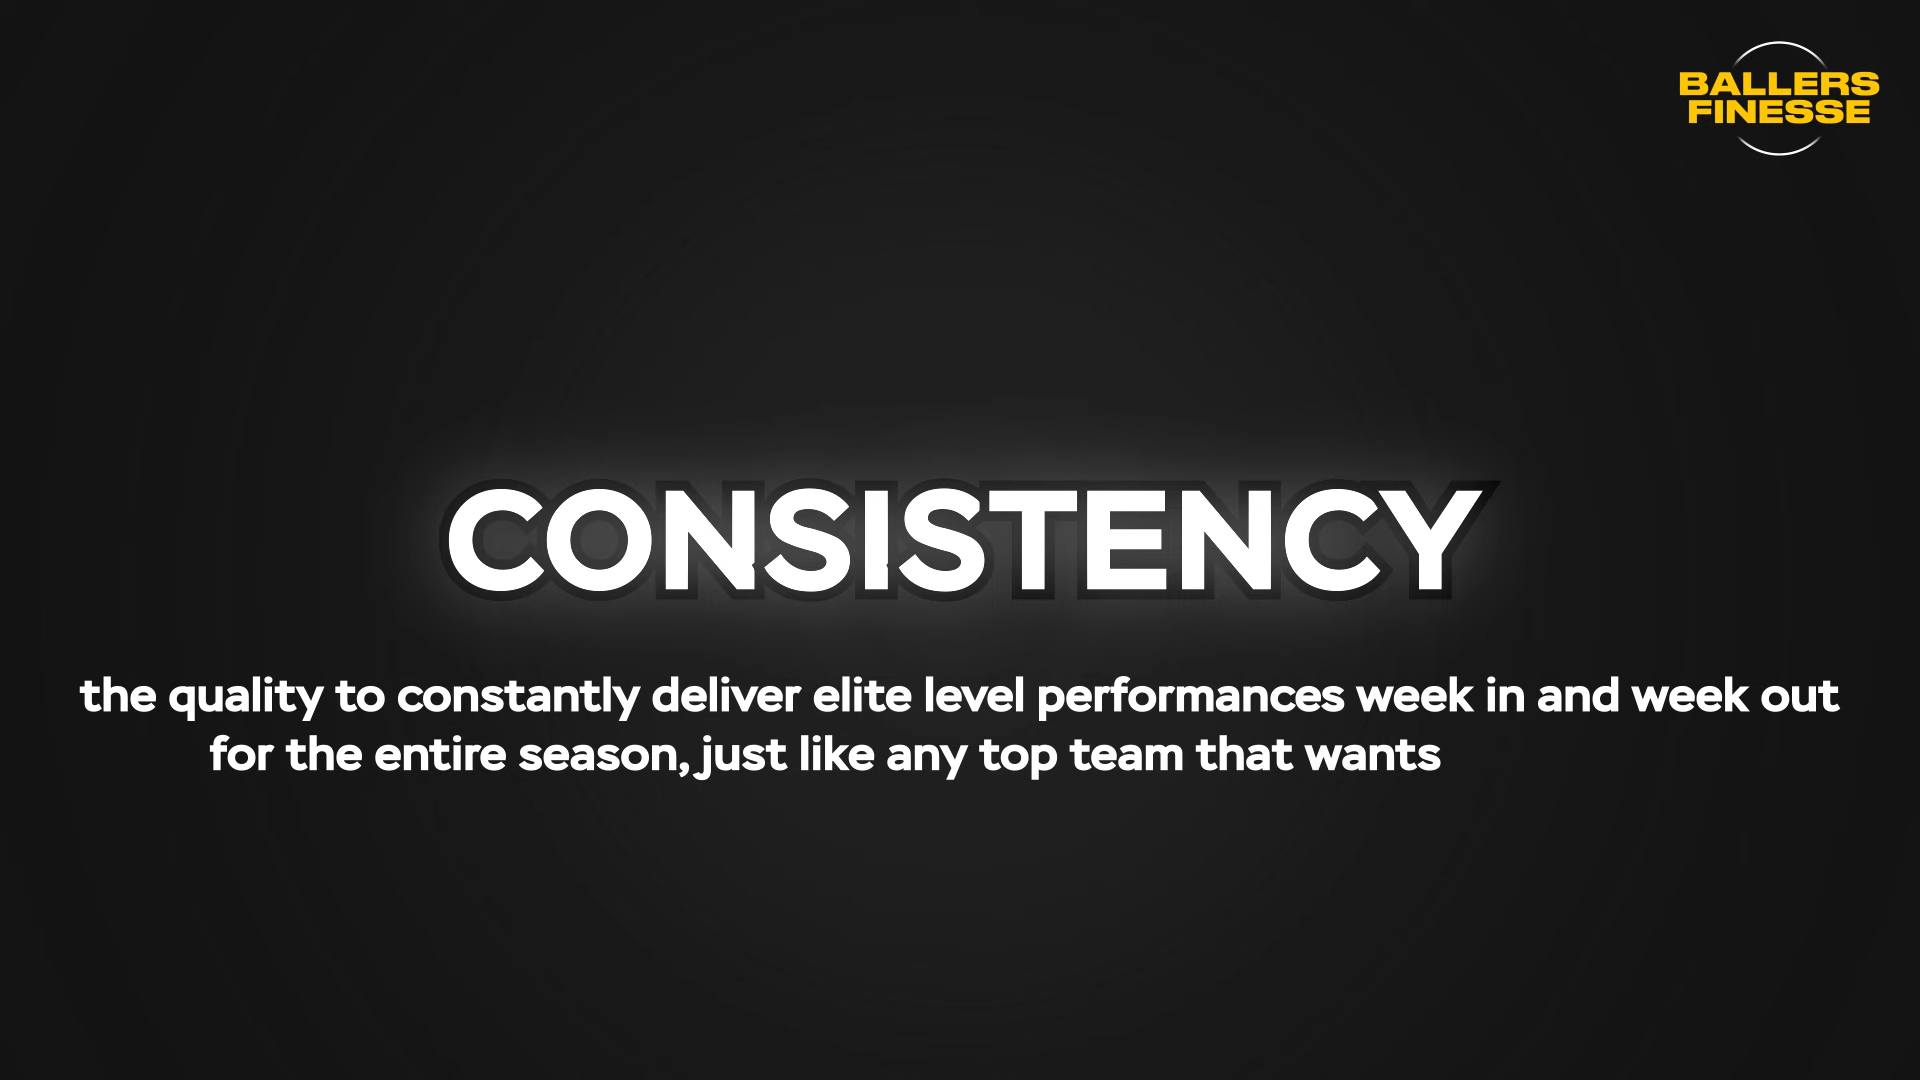 BALLERS
FINESSE
CONSISTENCY
the quality to constantly deliver elite level performances week in and week out
for the entire season, just like any top team that wants